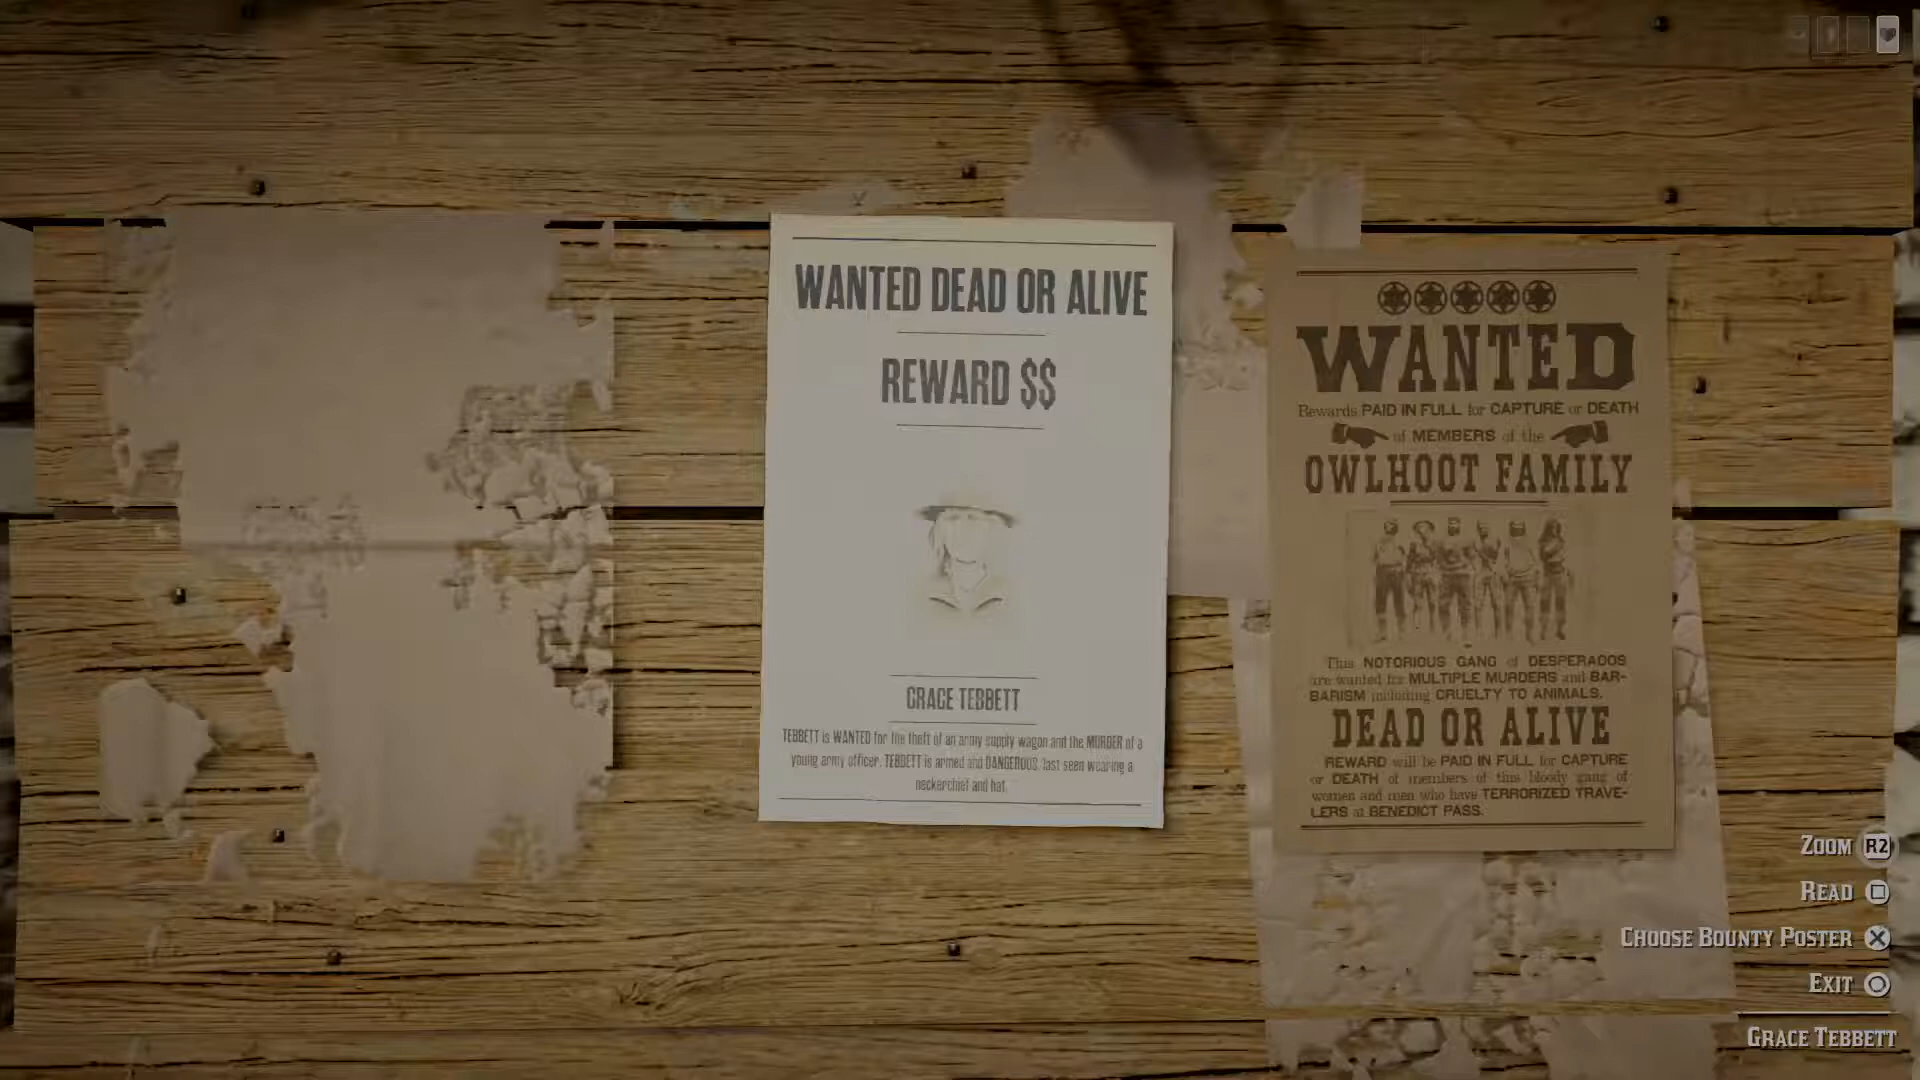 WANTED DEAD OR ALIVE
REWARD $$
GRACE TEBBETT
TEBBETT is WANTED for the theft of an army supply wagon and the MURDER of a
young army officer. TEBBETT is armed and DANGEROUS, last seen wearing a
neckerchief and hat.
WANTED
Rewards PAID IN FULL for CAPTURE or DEATH
of MEMBERS of the
OWLHOOT FAMILY
This NOTORIOUS GANG of DESPERADOS
are wanted for MULTIPLE MURDERS and BAR-
BARISM including CRUELTY TO ANIMALS.
DEAD OR ALIVE
REWARD will be PAID IN FULL for CAPTURE
or DEATH of members of this bloody gang of
women and men who have TERRORIZED TRAVE-
LERS at BENEDICT PASS.
ZOOM R2
READ
CHOOSE BOUNTY POSTER
EXIT
GRACE TEBBETT